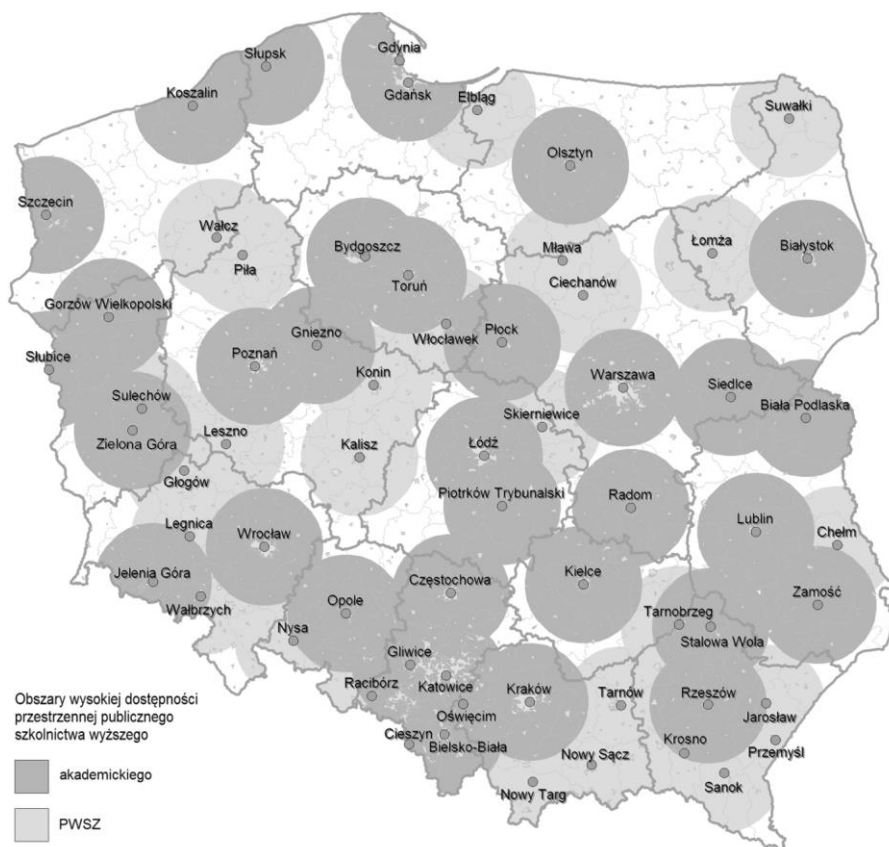 Słupsk
Gdynia
Koszalin
Gdańsk
Elbląg
Suwałki
Olsztyn
Szczecin
Wałcz
Bydgoszcz
Mława
Łomża
Białystok
Piła
Toruń
Ciechanów
Gorzów Wielkopolski
Gniezno
Włocławek
Płock
Słubice
Poznań
Konin
Warszawa
Siedlce
Sulechów
Skierniewice
Biała Podlaska
Zielona Góra
Leszno
Kalisz
Łódź
Głogów
Piotrków Trybunalski
Radom
Legnica
Wrocław
Lublin
Chełm
Jelenia Góra
Częstochowa
Kielce
Wałbrzych
Opole
Tarnobrzeg
Zamość
Nysa
Stalowa Wola
Gliwice
Racibórz
Katowice
Kraków
Tarnów
Rzeszów
Oświęcim
Jarosław
Cieszyn
Bielsko-Biała
Krosno
Przemyśl
Nowy Sącz
Sanok
Nowy Targ
Obszary wysokiej dostępności
przestrzennej publicznego
szkolnictwa wyższego
akademickiego
PWSZ